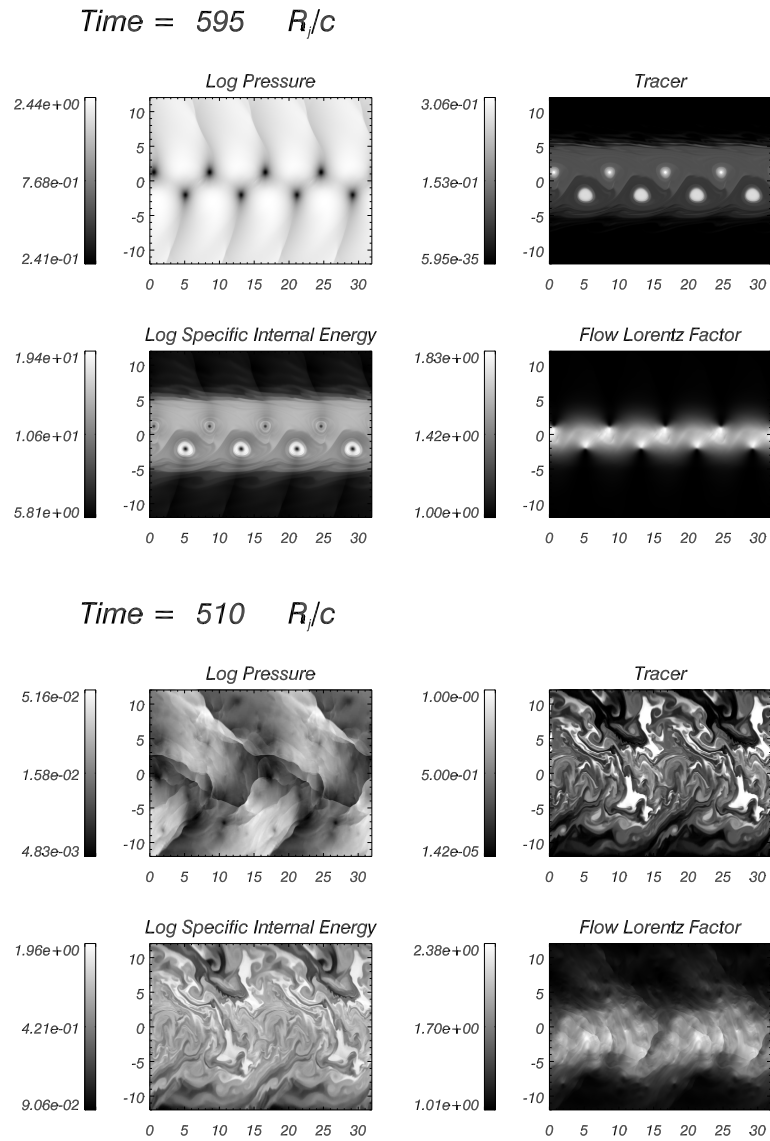 Time = 595 Rj/c
Log Pressure
Tracer
2.44e+00
7.68e-01
2.41e-01
10
5
0
-5
-10
0 5 10 15 20 25 30
3.06e-01
1.53e-01
5.95e-35
10
5
0
-5
-10
0 5 10 15 20 25 30
Log Specific Internal Energy
Flow Lorentz Factor
1.94e+01
1.06e+01
5.81e+00
10
5
0
-5
-10
0 5 10 15 20 25 30
1.83e+00
1.42e+00
1.00e+00
10
5
0
-5
-10
0 5 10 15 20 25 30
Time = 510 Rj/c
Log Pressure
Tracer
5.16e-02
1.58e-02
4.83e-03
10
5
0
-5
-10
0 5 10 15 20 25 30
1.00e-00
5.00e-01
1.42e-05
10
5
0
-5
-10
0 5 10 15 20 25 30
Log Specific Internal Energy
Flow Lorentz Factor
1.96e+00
4.21e-01
9.06e-02
10
5
0
-5
-10
0 5 10 15 20 25 30
2.38e+00
1.70e+00
1.01e+00
10
5
0
-5
-10
0 5 10 15 20 25 30